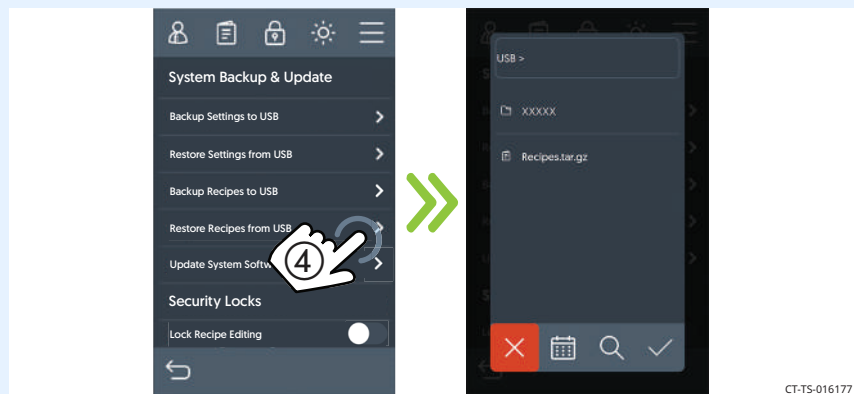 System Backup & Update
Backup Settings to USB
Restore Settings from USB
Backup Recipes to USB
Restore Recipes from USB
Update System Softw
④
Security Locks
Lock Recipe Editing
USB >
XXXXX
Recipes.tar.gz
CT-TS-016177